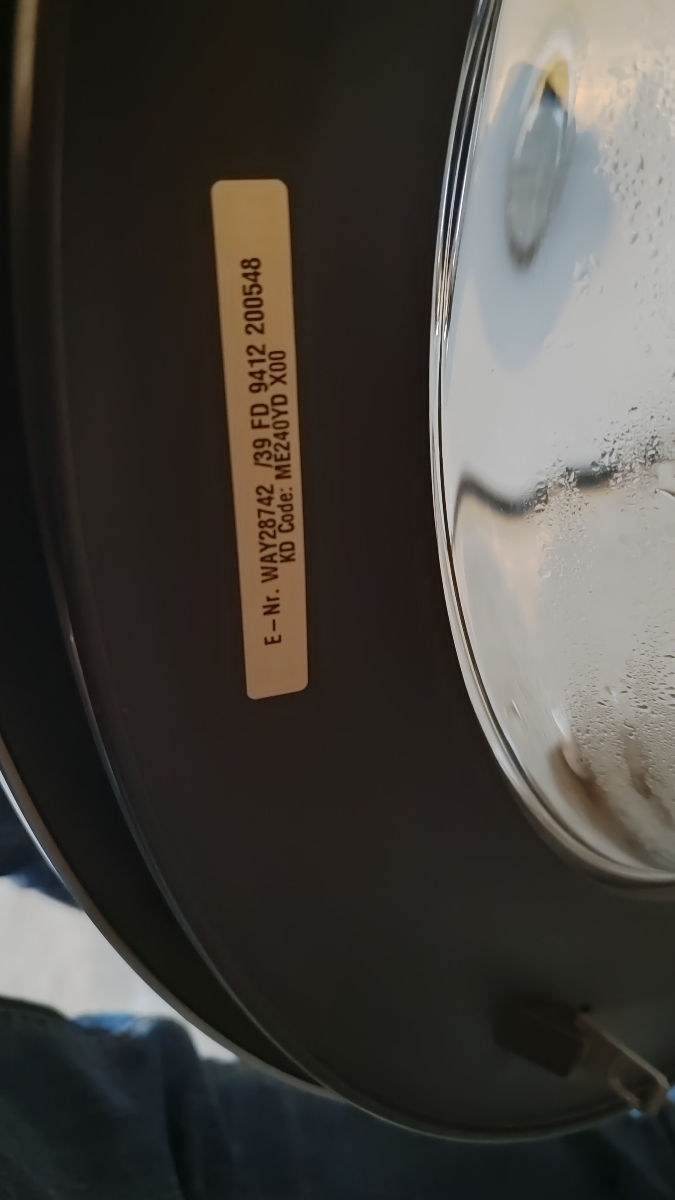 E-Nr. WAY28742 /39 FD 9412 200548
KD Code: ME240YD X00